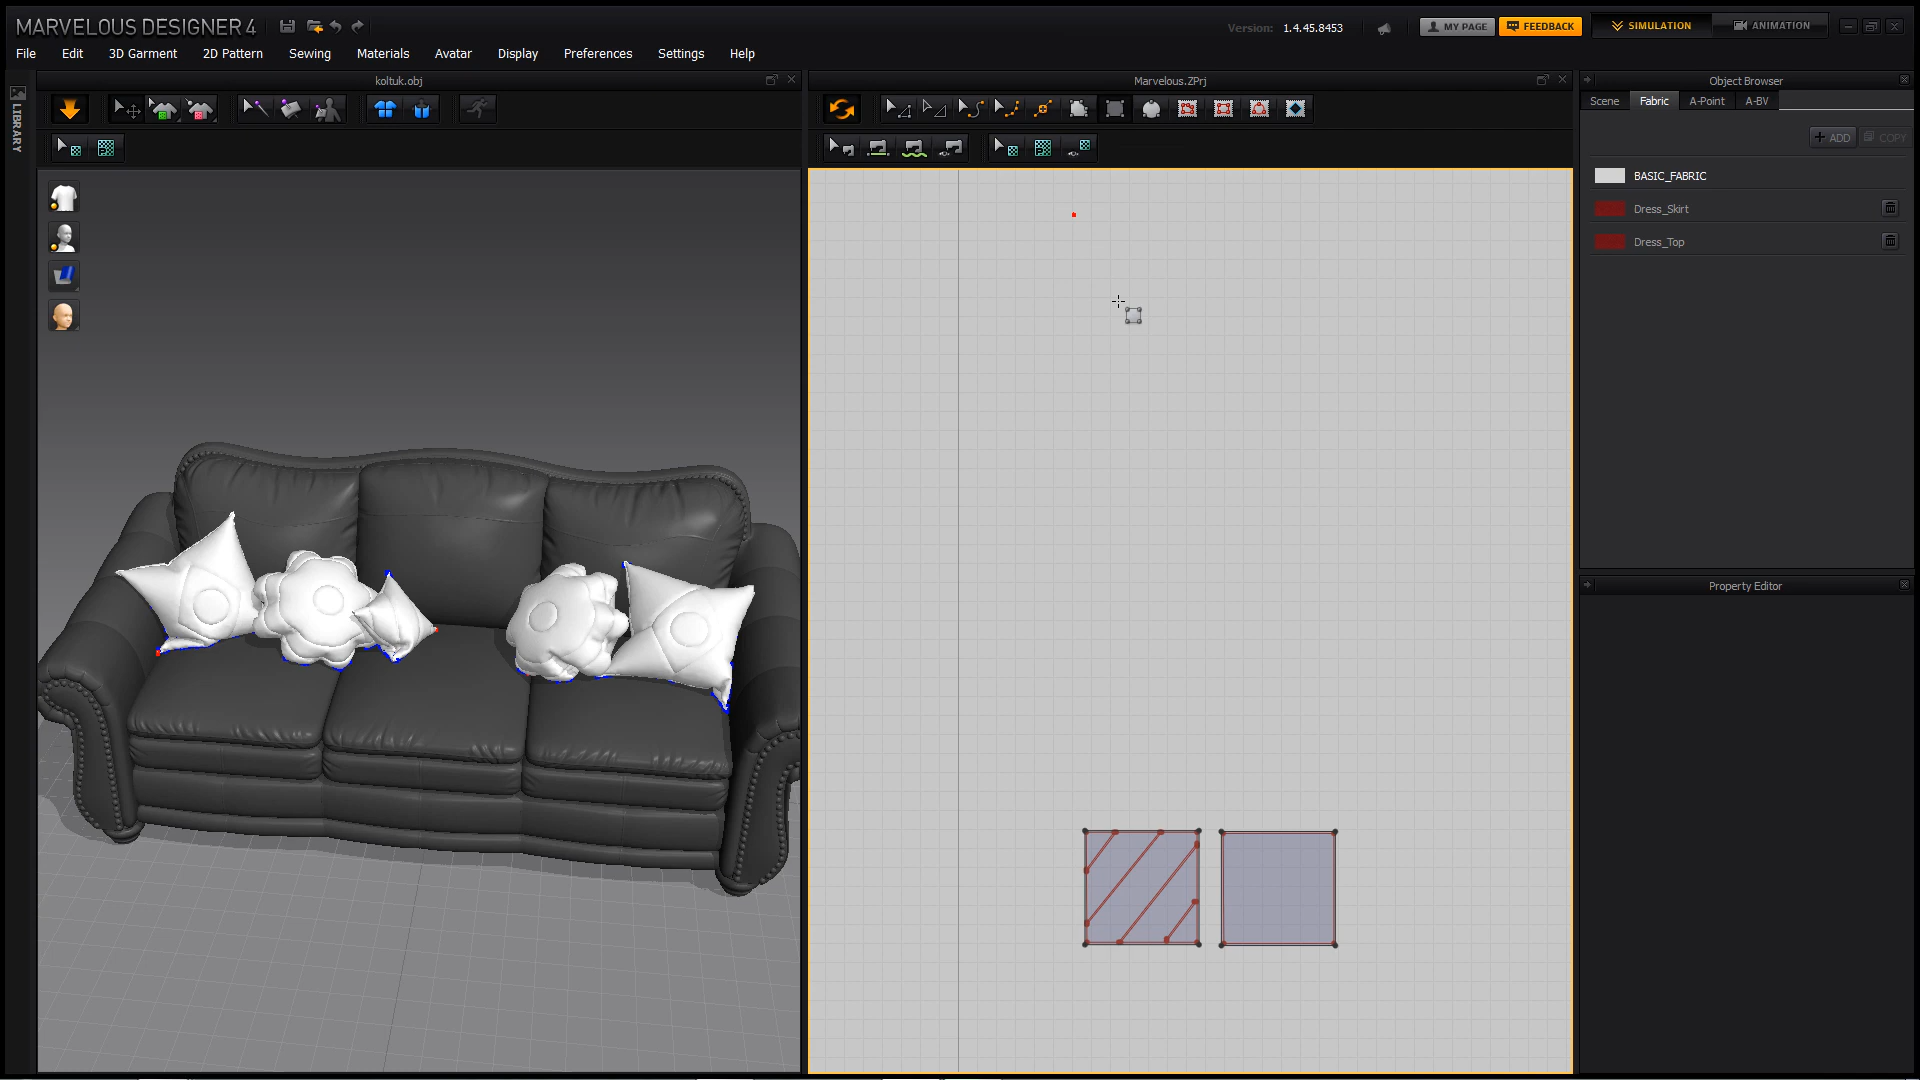 MARVELOUS DESIGNER 4
Version: 1.4.45.8453
MY PAGE
FEEDBACK
SIMULATION
ANIMATION
File Edit 3D Garment 2D Pattern Sewing Materials Avatar Display Preferences Settings Help
koltuk.obj
Marvelous.ZPrj
Object Browser
LIBRARY
Scene Fabric A-Point A-BV
+ ADD
COPY
BASIC_FABRIC
Dress_Skirt
Dress_Top
Property Editor